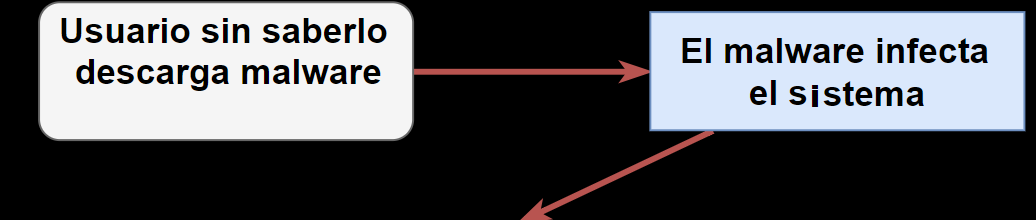 Usuario sin saberlo
descarga malware
El malware infecta
el sistema